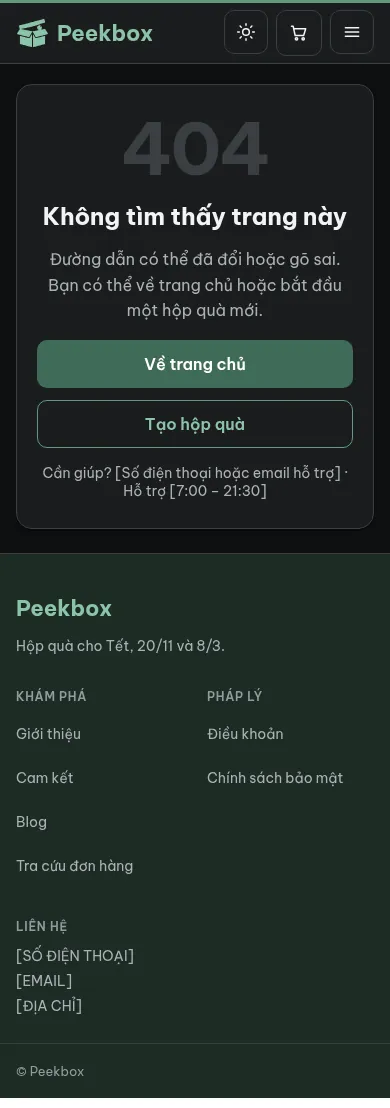 Peekbox
404
Không tìm thấy trang này
Đường dẫn có thể đã đổi hoặc gõ sai.
Bạn có thể về trang chủ hoặc bắt đầu
một hộp quà mới.
Về trang chủ
Tạo hộp quà
Cần giúp? [Số điện thoại hoặc email hỗ trợ] ·
Hỗ trợ [7:00 – 21:30]
Peekbox
Hộp quà cho Tết, 20/11 và 8/3.
KHÁM PHÁ
Giới thiệu
Cam kết
Blog
Tra cứu đơn hàng
PHÁP LÝ
Điều khoản
Chính sách bảo mật
LIÊN HỆ
[SỐ ĐIỆN THOẠI]
[EMAIL]
[ĐỊA CHỈ]
© Peekbox